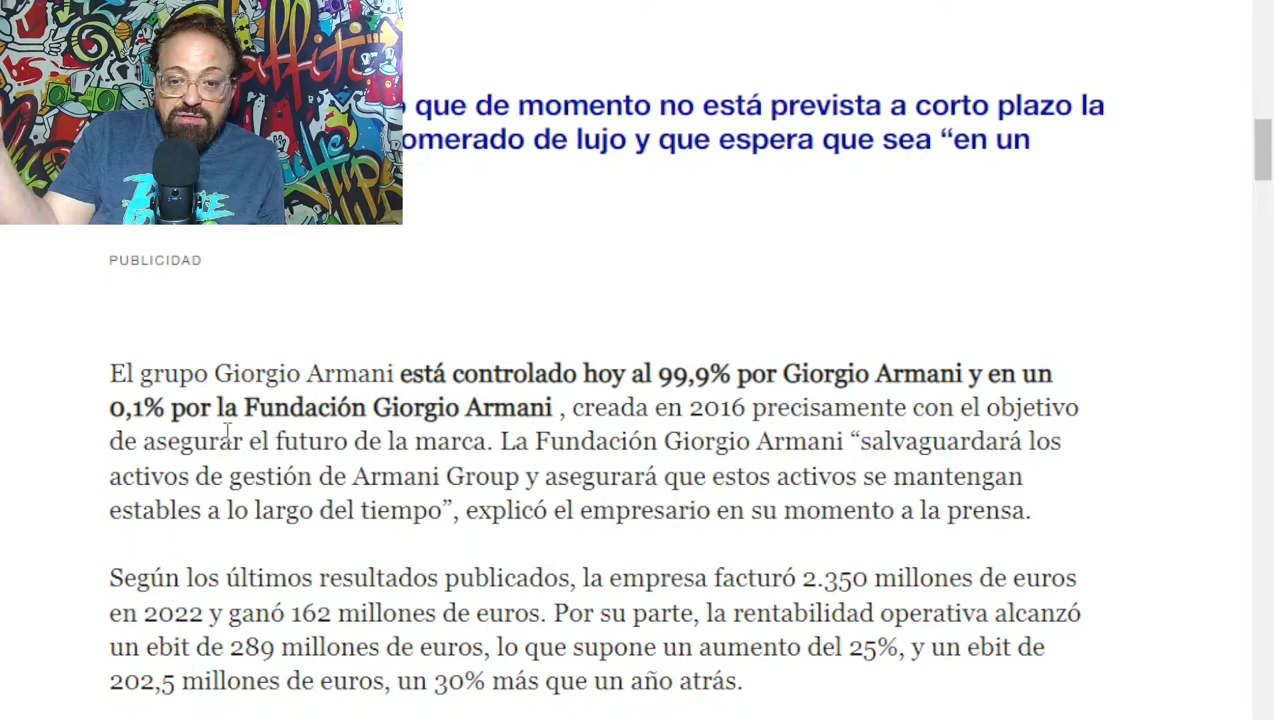 que de momento no está prevista a corto plazo la
omerado de lujo y que espera que sea “en un
PUBLICIDAD
El grupo Giorgio Armani está controlado hoy al 99,9% por Giorgio Armani y en un
0,1% por la Fundación Giorgio Armani , creada en 2016 precisamente con el objetivo
de asegurar el futuro de la marca. La Fundación Giorgio Armani “salvaguardará los
activos de gestión de Armani Group y asegurará que estos activos se mantengan
estables a lo largo del tiempo”, explicó el empresario en su momento a la prensa.
Según los últimos resultados publicados, la empresa facturó 2.350 millones de euros
en 2022 y ganó 162 millones de euros. Por su parte, la rentabilidad operativa alcanzó
un ebit de 289 millones de euros, lo que supone un aumento del 25%, y un ebit de
202,5 millones de euros, un 30% más que un año atrás.